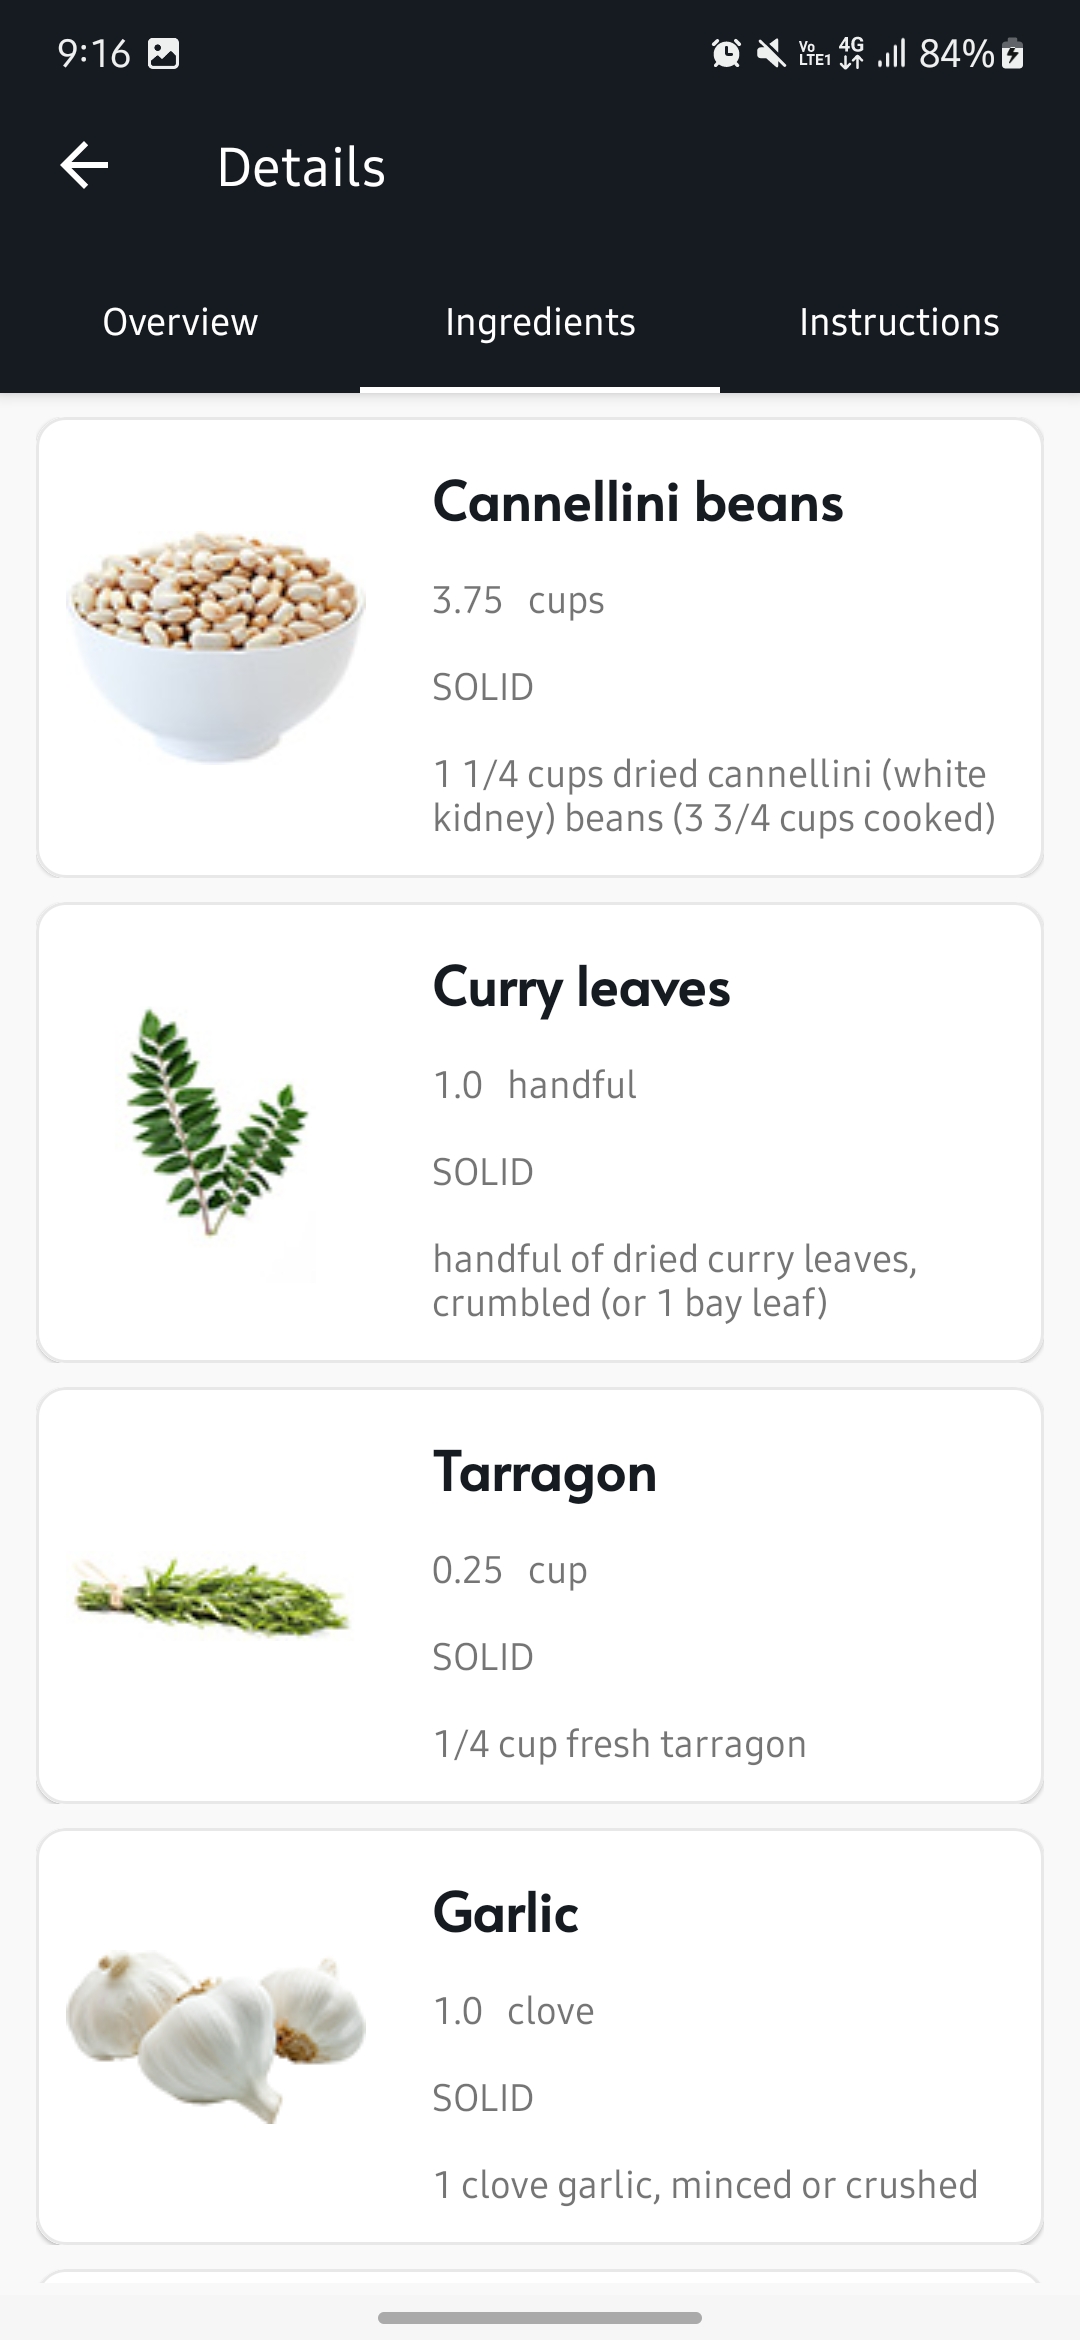 9:16
Vo LTE1 4G 84%
Details
Overview Ingredients Instructions
Cannellini beans
3.75 cups
SOLID
1 1/4 cups dried cannellini (white
kidney) beans (3 3/4 cups cooked)
Curry leaves
1.0 handful
SOLID
handful of dried curry leaves,
crumbled (or 1 bay leaf)
Tarragon
0.25 cup
SOLID
1/4 cup fresh tarragon
Garlic
1.0 clove
SOLID
1 clove garlic, minced or crushed